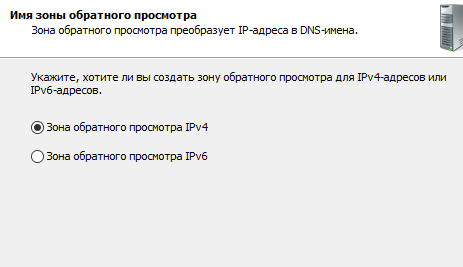 Имя зоны обратного просмотра
Зона обратного просмотра преобразует IP-адреса в DNS-имена.
Укажите, хотите ли вы создать зону обратного просмотра для IPv4-адресов или
IPv6-адресов.
Зона обратного просмотра IPv4
Зона обратного просмотра IPv6